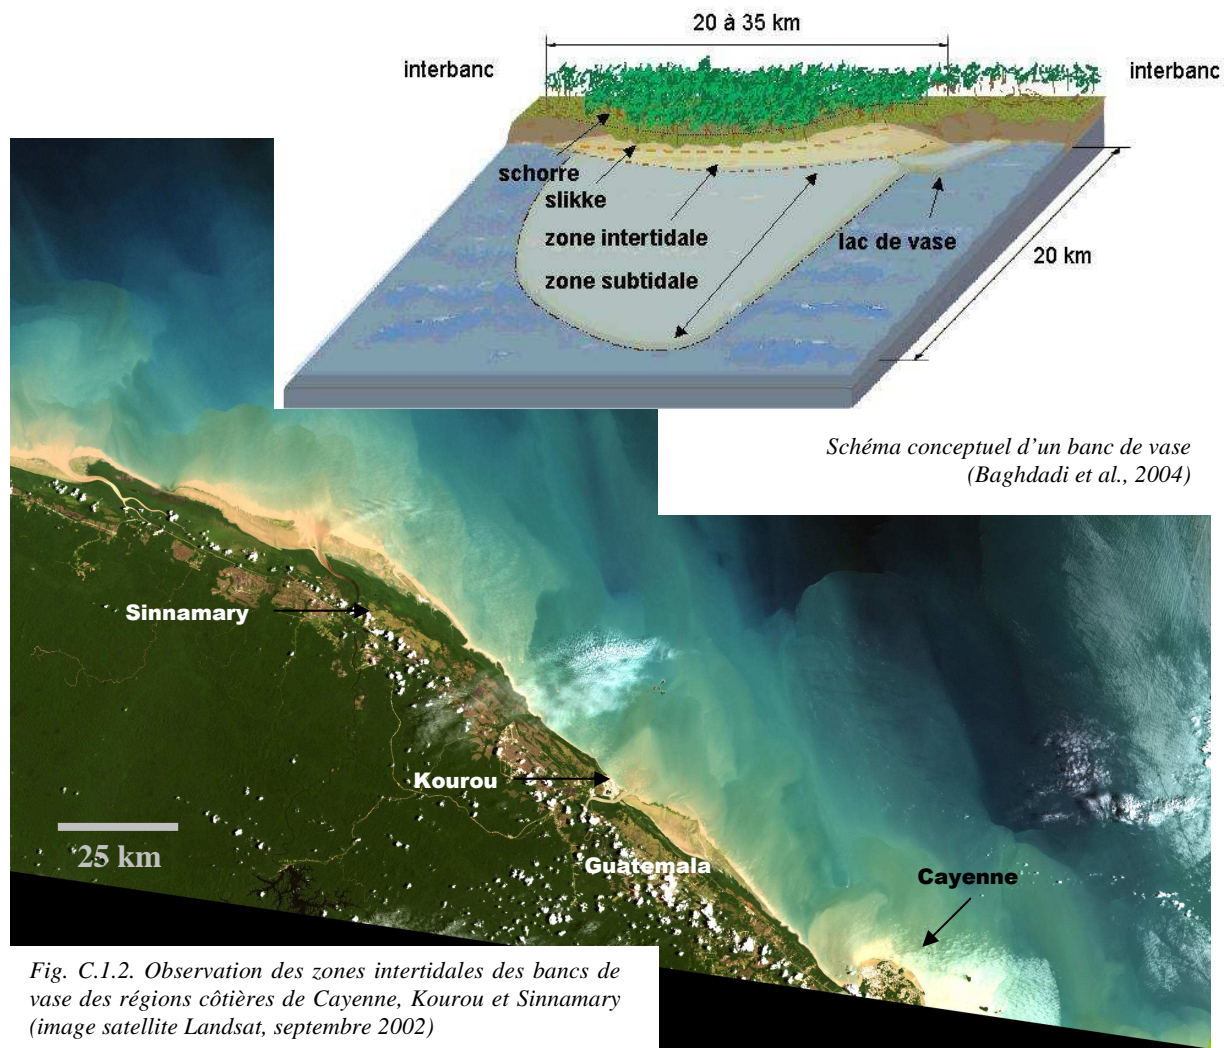 20 à 35 km
interbanc
interbanc
schorre
slikke
zone intertidale
lac de vase
zone subtidale
20 km
Schéma conceptuel d'un banc de vase
(Baghdadi et al., 2004)
Sinnamary
Kourou
25 km
Guatemala
Cayenne
Fig. C.1.2. Observation des zones intertidales des bancs de
vase des régions côtières de Cayenne, Kourou et Sinnamary
(image satellite Landsat, septembre 2002)